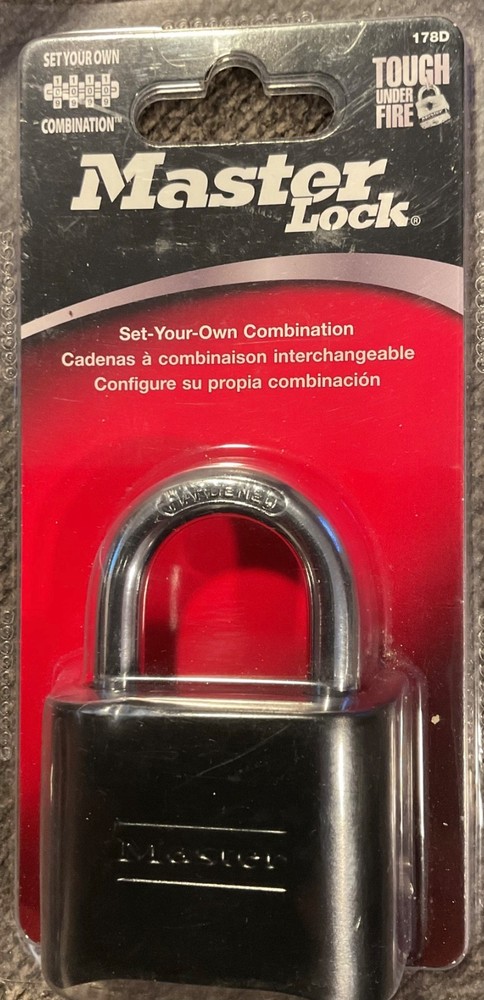 178D
SET YOUR OWN
COMBINATION™
TOUGH
UNDER
FIRE
Master
Lock®
Set-Your-Own Combination
Cadenas à combinaison interchangeable
Configure su propia combinación
HARDENED
Master